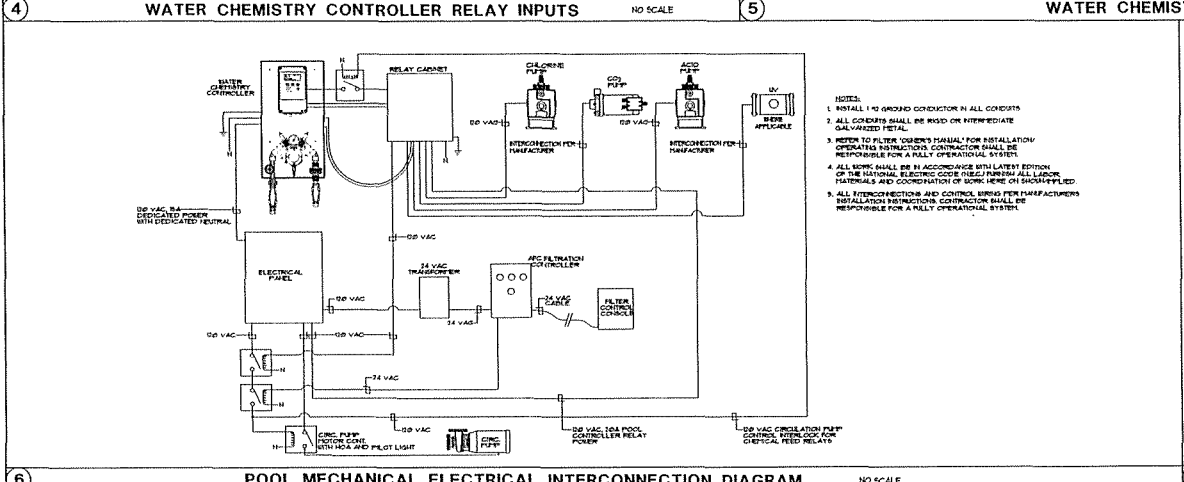 4
WATER CHEMISTRY CONTROLLER RELAY INPUTS
NO SCALE
5
WATER CHEMIS
WATER
CHEMISTRY
CONTROLLER
N
RELAY CABINET
CHLORINE
PUMP
CO2
PUMP
ACID
PUMP
UV
WHERE
APPLICABLE
120 VAC
120 VAC
INTERCONNECTION PER
MANUFACTURER
INTERCONNECTION PER
MANUFACTURER
N
N
120 VAC, 15A
DEDICATED POWER
WITH DEDICATED NEUTRAL
NOTES:
1. INSTALL 1 #12 GROUND CONDUCTOR IN ALL CONDUITS
2. ALL CONDUITS SHALL BE RIGID OR INTERMEDIATE
GALVANIZED METAL.
3. REFER TO FILTER "OWNER'S MANUAL" FOR INSTALLATION/
OPERATING INSTRUCTIONS. CONTRACTOR SHALL BE
RESPONSIBLE FOR A FULLY OPERATIONAL SYSTEM.
4. ALL WORK SHALL BE IN ACCORDANCE WITH LATEST EDITION
OF THE NATIONAL ELECTRIC CODE (N.E.C.) FURNISH ALL LABOR,
MATERIALS AND COORDINATION OF WORK HERE ON
5. ALL INTERCONNECTIONS AND CONTROL WIRING PER MANUFACTURERS
INSTALLATION INSTRUCTIONS. CONTRACTOR SHALL BE
RESPONSIBLE FOR A FULLY OPERATIONAL SYSTEM.
120 VAC
ELECTRICAL
PANEL
24 VAC
TRANSFORMER
AFC FILTRATION
CONTROLLER
120 VAC
24 VAC
24 VAC
CABLE
FILTER
CONTROL
CONSOLE
120 VAC
120 VAC
N
24 VAC
N
120 VAC
120 VAC, 20A POOL
CONTROLLER RELAY
POWER
120 VAC CIRCULATION PUMP
CONTROL INTERLOCK FOR
CHEMICAL FEED RELAYS
N
CIRC. PUMP
MOTOR CONT.
WITH HOA AND PILOT LIGHT
CIRC.
PUMP
6
POOL MECHANICAL ELECTRICAL INTERCONNECTION DIAGRAM
NO SCALE